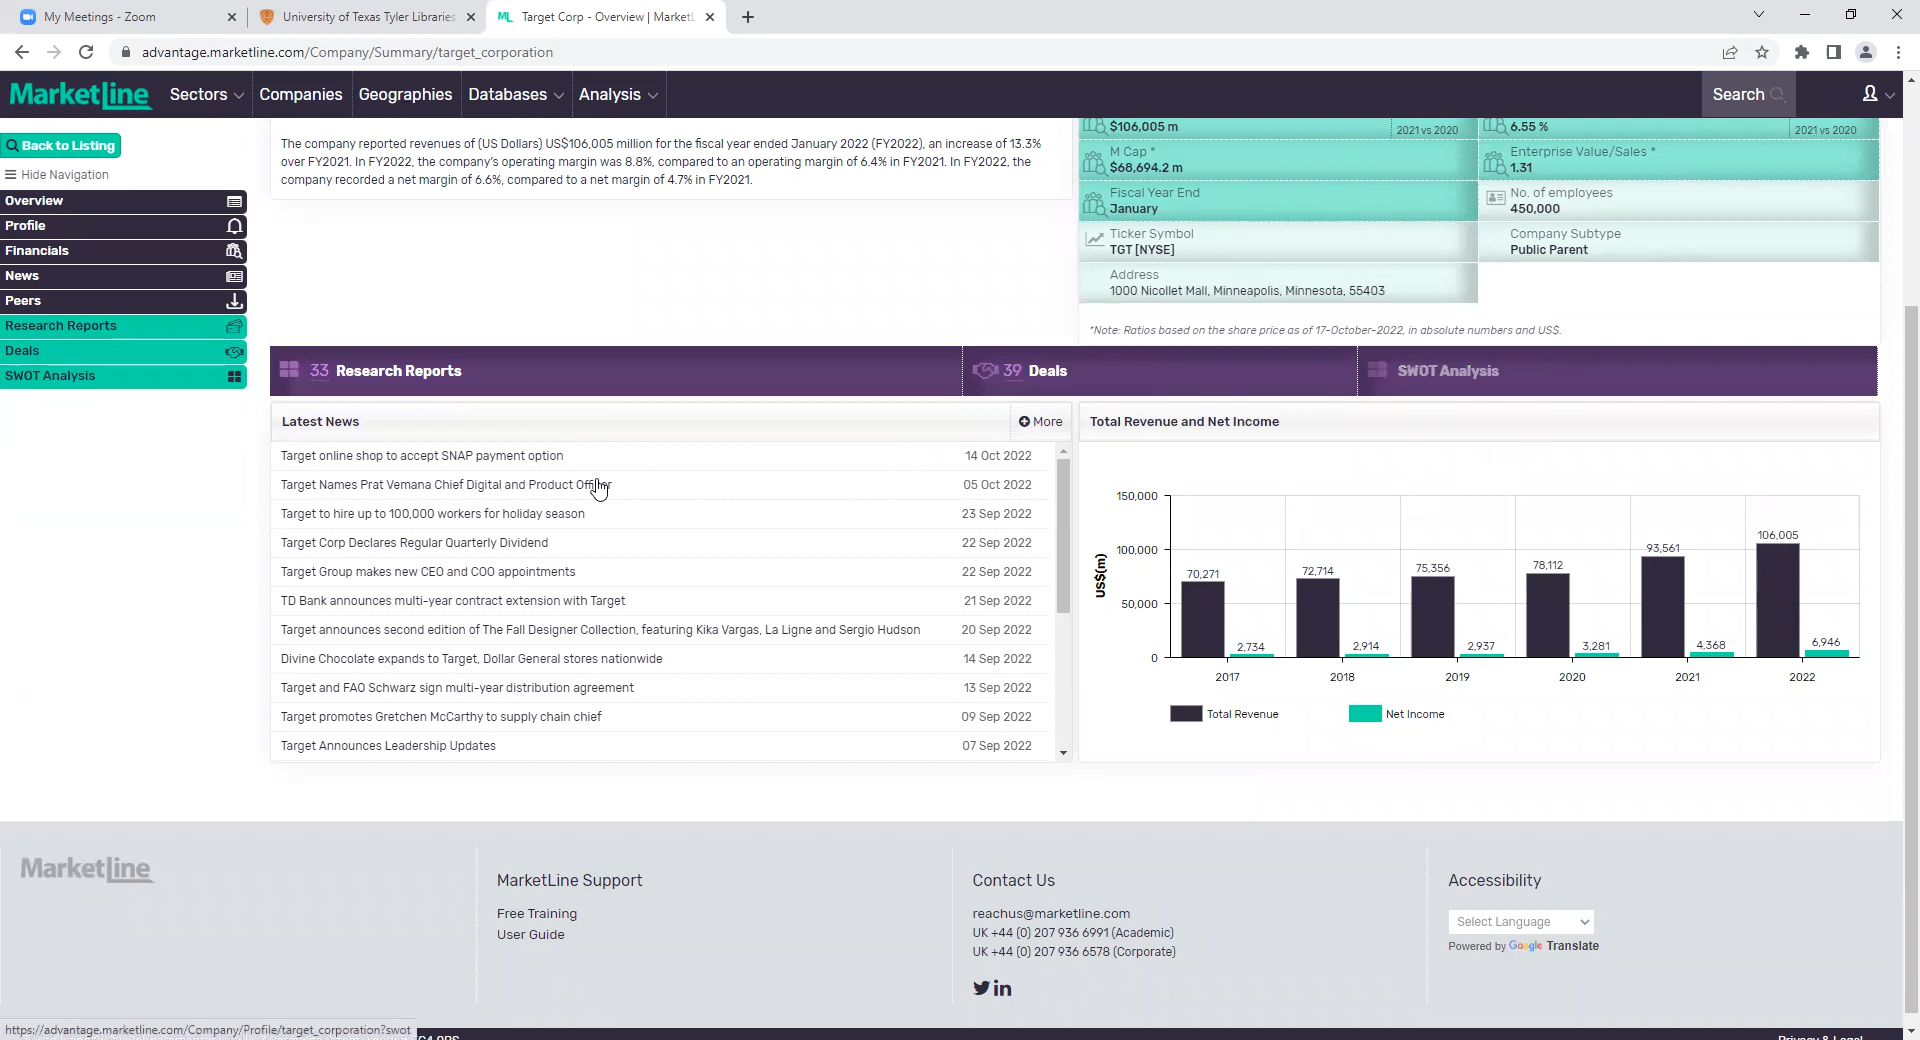 My Meetings - Zoom
University of Texas Tyler Libraries
ML Target Corp - Overview | MarketL
advantage.marketline.com/Company/Summary/target_corporation
MarketLine
Sectors
Companies
Geographies
Databases
Analysis
Search
Back to Listing
Hide Navigation
Overview
Profile
Financials
News
Peers
Research Reports
Deals
SWOT Analysis
The company reported revenues of (US Dollars) US$106,005 million for the fiscal year ended January 2022 (FY2022), an increase of 13.3%
over FY2021. In FY2022, the company's operating margin was 8.8%, compared to an operating margin of 6.4% in FY2021. In FY2022, the
company recorded a net margin of 6.6%, compared to a net margin of 4.7% in FY2021.
$106,005 m
2021 vs 2020
6.55 %
2021 vs 2020
M Cap *
$68,694.2 m
Enterprise Value/Sales *
1.31
Fiscal Year End
January
No. of employees
450,000
Ticker Symbol
TGT [NYSE]
Company Subtype
Public Parent
Address
1000 Nicollet Mall, Minneapolis, Minnesota, 55403
*Note: Ratios based on the share price as of 17-October-2022, in absolute numbers and US$.
33 Research Reports
39 Deals
SWOT Analysis
Latest News
More
Target online shop to accept SNAP payment option 14 Oct 2022
Target Names Prat Vemana Chief Digital and Product Officer 05 Oct 2022
Target to hire up to 100,000 workers for holiday season 23 Sep 2022
Target Corp Declares Regular Quarterly Dividend 22 Sep 2022
Target Group makes new CEO and COO appointments 22 Sep 2022
TD Bank announces multi-year contract extension with Target 21 Sep 2022
Target announces second edition of The Fall Designer Collection, featuring Kika Vargas, La Ligne and Sergio Hudson 20 Sep 2022
Divine Chocolate expands to Target, Dollar General stores nationwide 14 Sep 2022
Target and FAO Schwarz sign multi-year distribution agreement 13 Sep 2022
Target promotes Gretchen McCarthy to supply chain chief 09 Sep 2022
Target Announces Leadership Updates 07 Sep 2022
Total Revenue and Net Income
US$(m)
150,000
100,000
50,000
0
70,271
2,734
72,714
2,914
75,356
2,937
78,112
3,281
93,561
4,368
106,005
6,946
2017
2018
2019
2020
2021
2022
Total Revenue
Net Income
MarketLine
MarketLine Support
Free Training
User Guide
Contact Us
reachus@marketline.com
UK +44 (0) 207 936 6991 (Academic)
UK +44 (0) 207 936 6578 (Corporate)
Accessibility
Select Language
Powered by Google Translate
https://advantage.marketline.com/Company/Profile/target_corporation?swot
Privacy & Legal